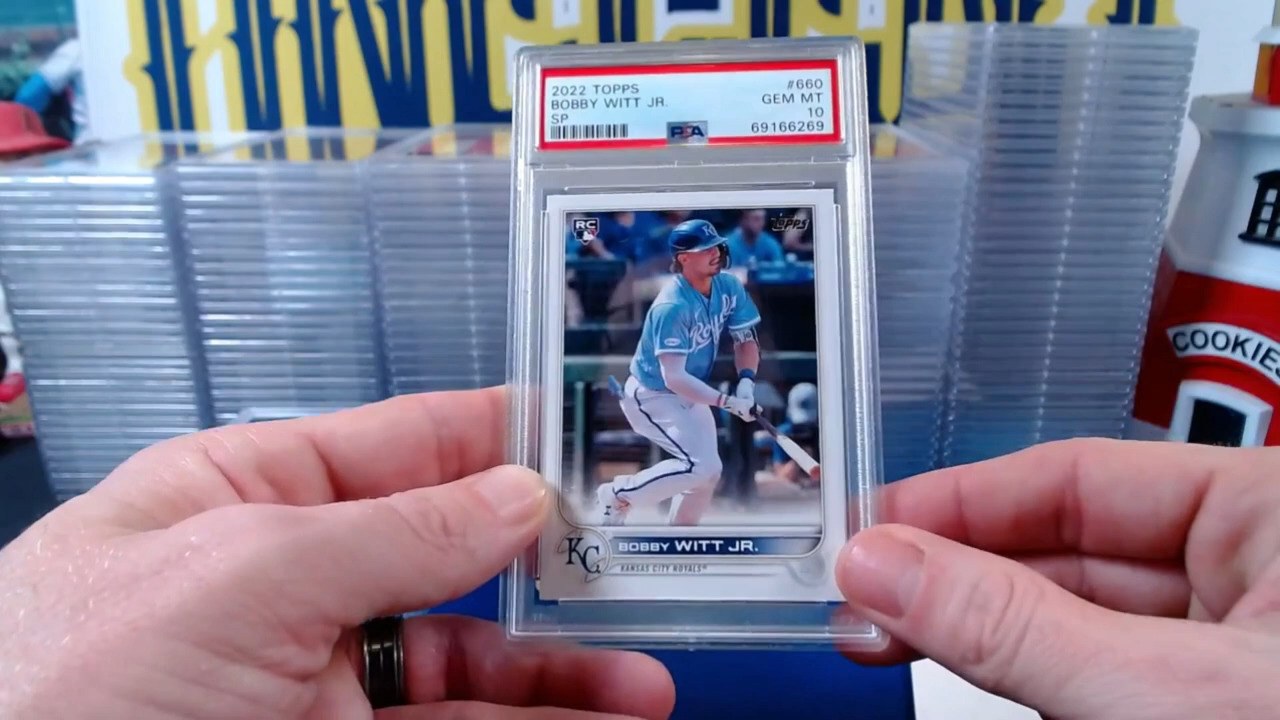 2022 TOPPS #660
BOBBY WITT JR. GEM MT
SP 10
PSA 69166269
RC
TOPPS
Royals
KC
BOBBY WITT JR.
KANSAS CITY ROYALS®
COOKIES